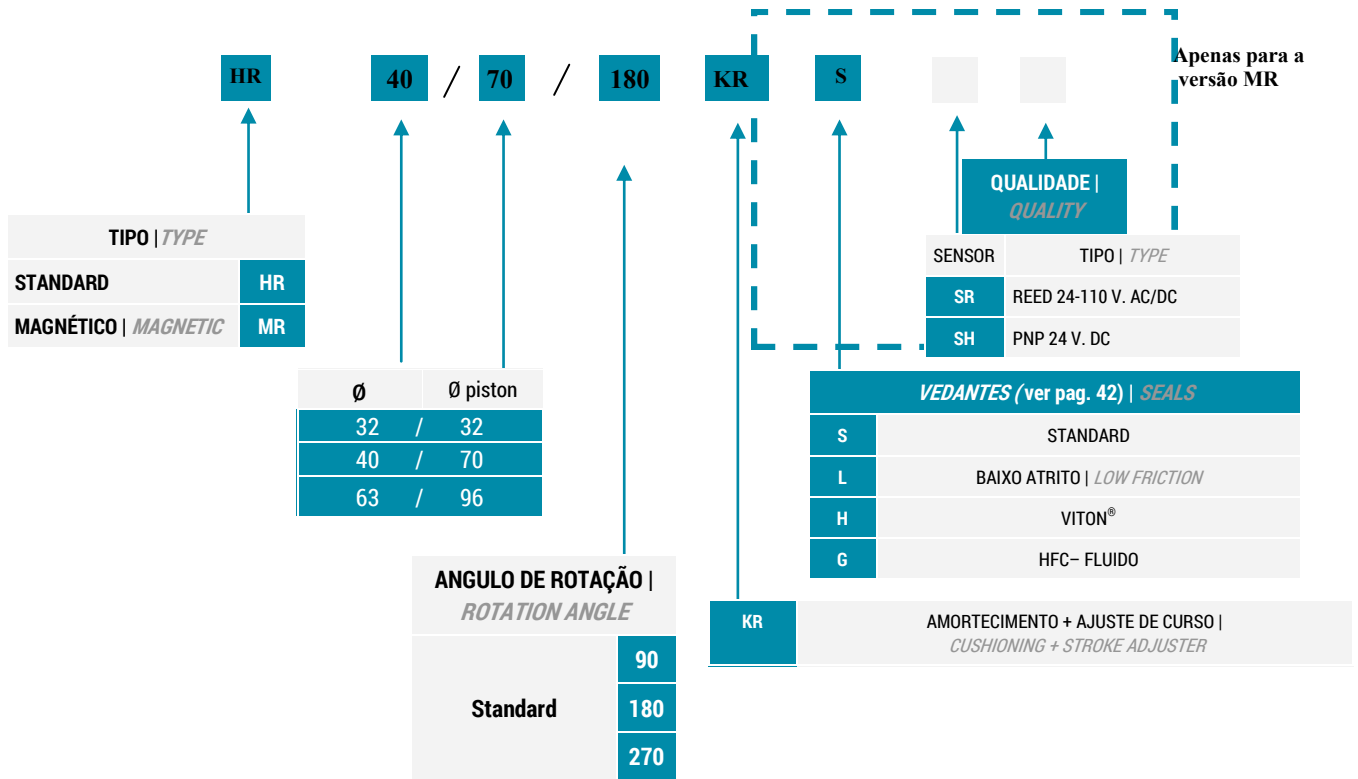 HR 40 / 70 / 180 KR S
Apenas para a
versão MR
QUALIDADE |
QUALITY
TIPO | TYPE
STANDARD HR
MAGNÉTICO | MAGNETIC MR
SENSOR TIPO | TYPE
SR REED 24-110 V. AC/DC
SH PNP 24 V. DC
Ø Ø piston
32 / 32
40 / 70
63 / 96
VEDANTES (ver pag. 42) | SEALS
S STANDARD
L BAIXO ATRITO | LOW FRICTION
H VITON®
G HFC– FLUIDO
ANGULO DE ROTAÇÃO |
ROTATION ANGLE
Standard
90
180
270
KR AMORTECIMENTO + AJUSTE DE CURSO |
CUSHIONING + STROKE ADJUSTER